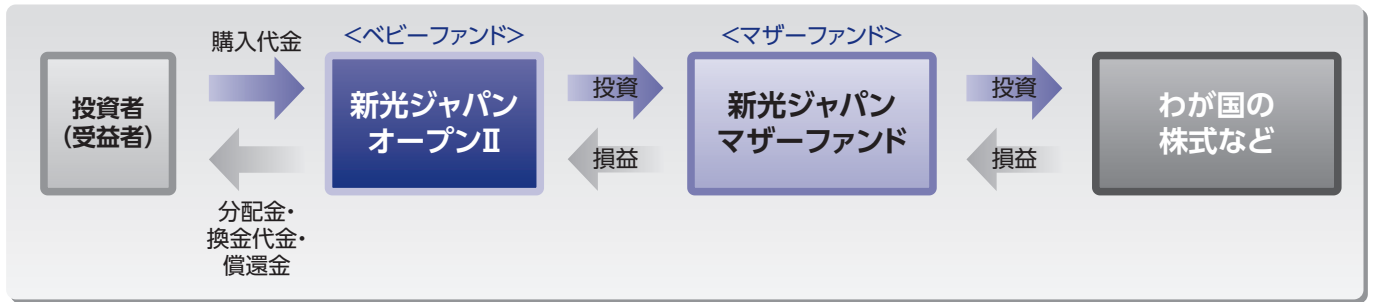 投資者
(受益者)
購入代金
分配金・
換金代金・
償還金
<ベビーファンド>
新光ジャパン
オープンⅡ
投資
損益
<マザーファンド>
新光ジャパン
マザーファンド
投資
損益
わが国の
株式など